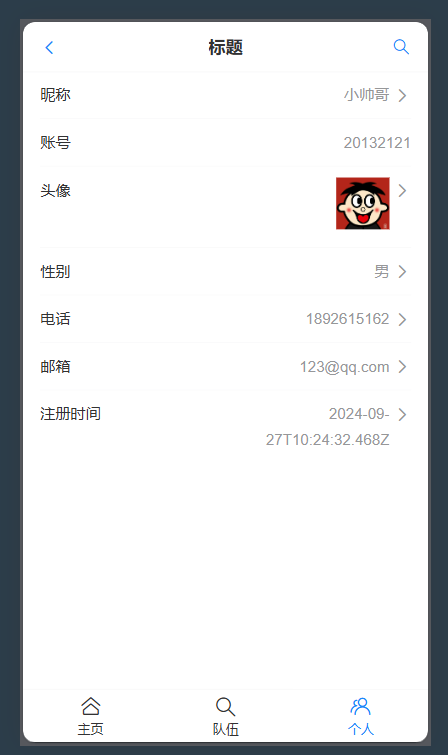 标题
昵称 小帅哥
账号 20132121
头像
性别 男
电话 1892615162
邮箱 123@qq.com
注册时间 2024-09-
27T10:24:32.468Z
主页 队伍 个人